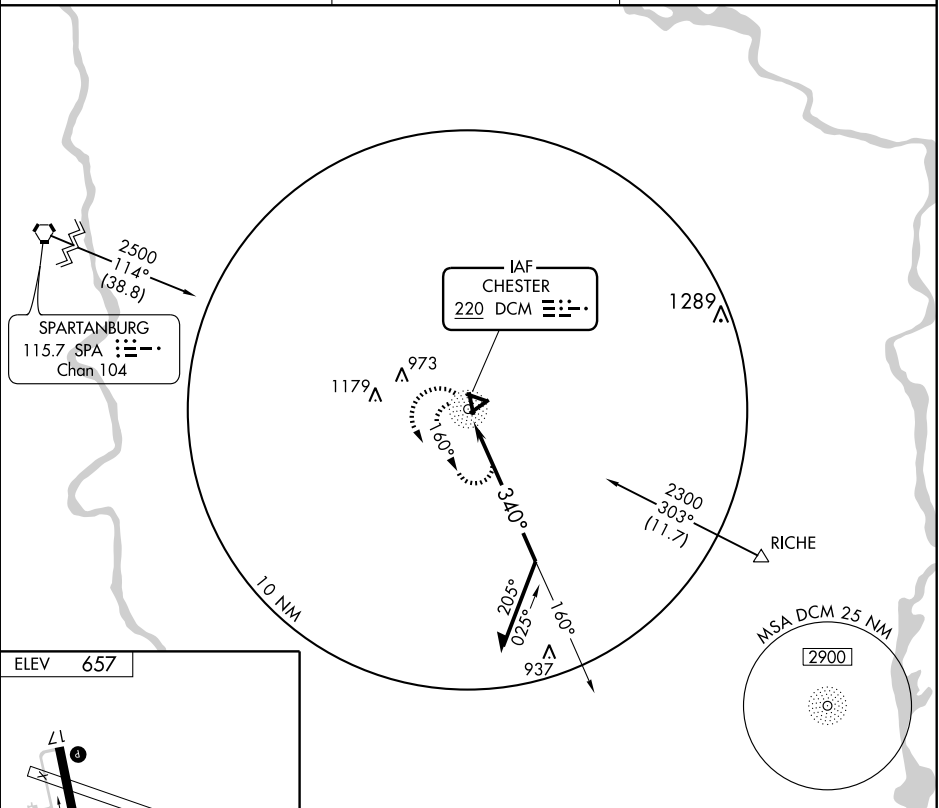 2500
114°
(38.8)
SPARTANBURG
115.7 SPA
Chan 104
IAF
CHESTER
220 DCM
1289
973
1179
160°
340°
2300
303°
(11.7)
RICHE
205°
025°
160°
937
10 NM
MSA DCM 25 NM
2900
ELEV 657
17
P
X